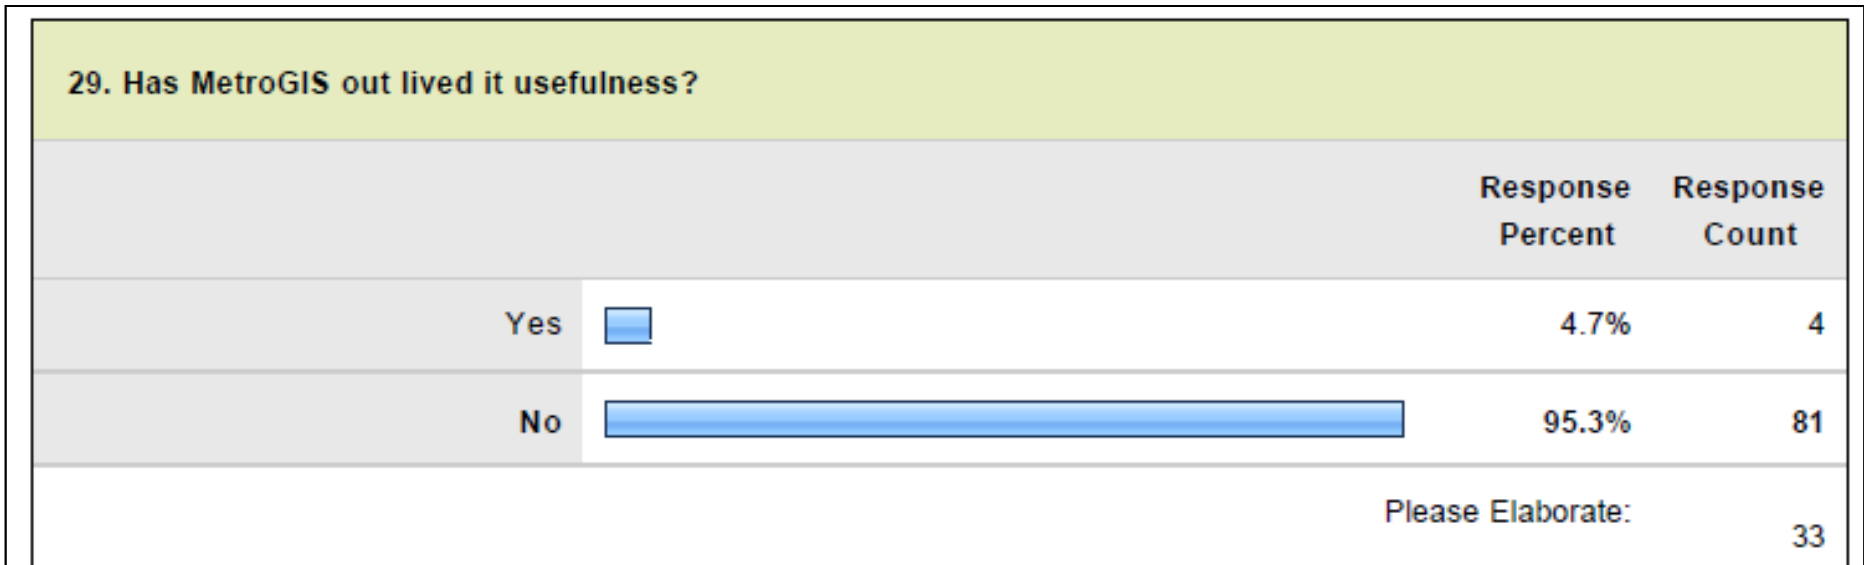 29. Has MetroGIS out lived it usefulness?
Response Percent
Response Count
Yes 4.7% 4
No 95.3% 81
Please Elaborate:
33